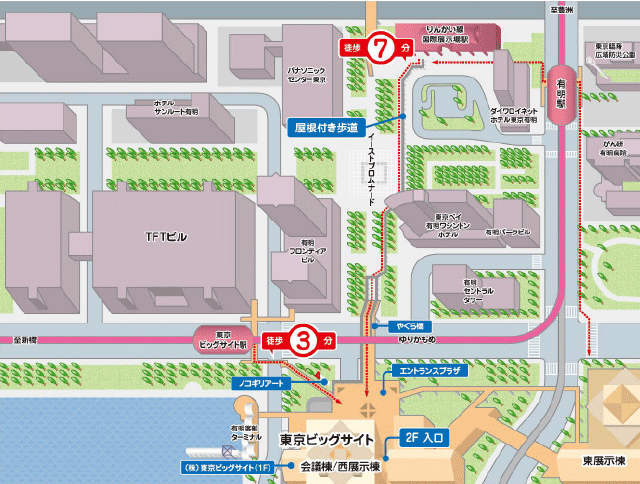 至豊洲
りんかい線
国際展示場駅
徒歩 7 分
東京臨海
広域防災公園
パナソニック
センター東京
有明駅
ホテル
サンルート有明
ダイワロイネット
ホテル東京有明
屋根付き歩道
がん研
有明病院
イーストプロムナード
TFTビル
有明
フロンティア
ビル
東京ベイ
有明ワシントン
ホテル
有明パークビル
有明
セントラル
タワー
やぐら橋
至新橋
東京
ビッグサイト駅
徒歩 3 分
ゆりかもめ
ノコギリアート
エントランスプラザ
有明客船
ターミナル
東京ビッグサイト
2F 入口
(株)東京ビッグサイト(1F)
会議棟/西展示棟
東展示棟